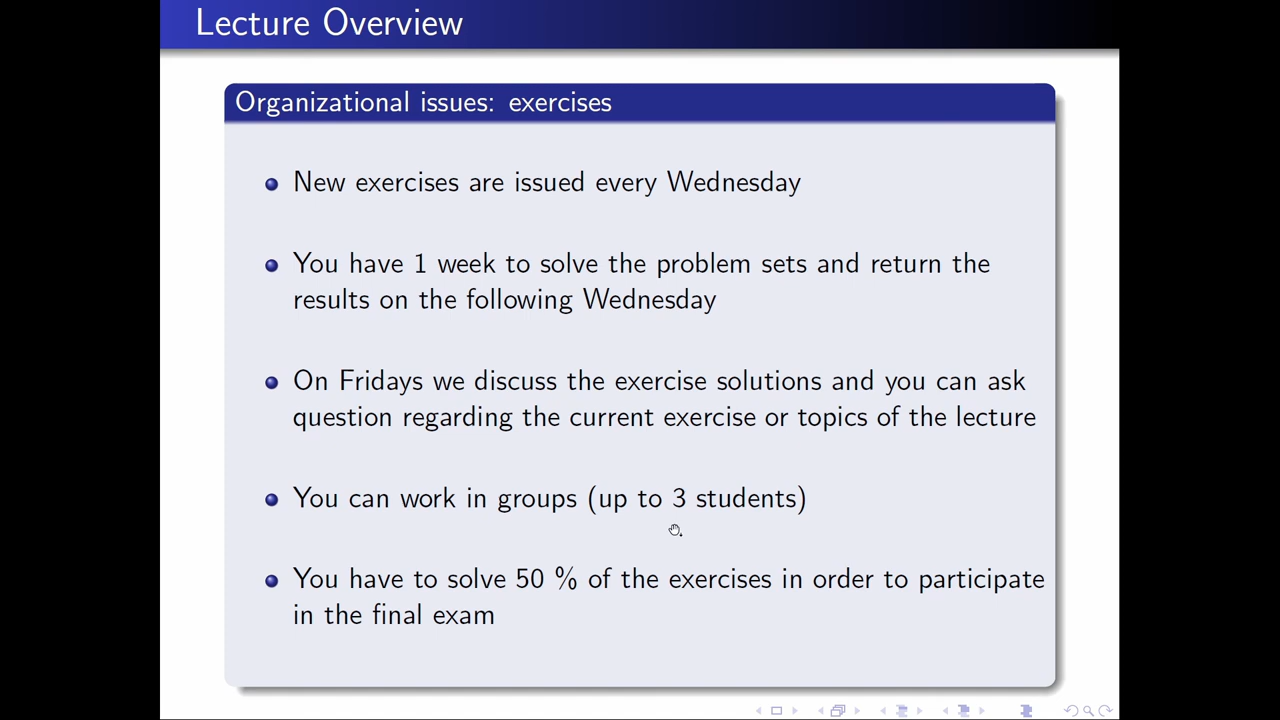 Lecture Overview
Organizational issues: exercises
New exercises are issued every Wednesday
You have 1 week to solve the problem sets and return the
results on the following Wednesday
On Fridays we discuss the exercise solutions and you can ask
question regarding the current exercise or topics of the lecture
You can work in groups (up to 3 students)
You have to solve 50 % of the exercises in order to participate
in the final exam